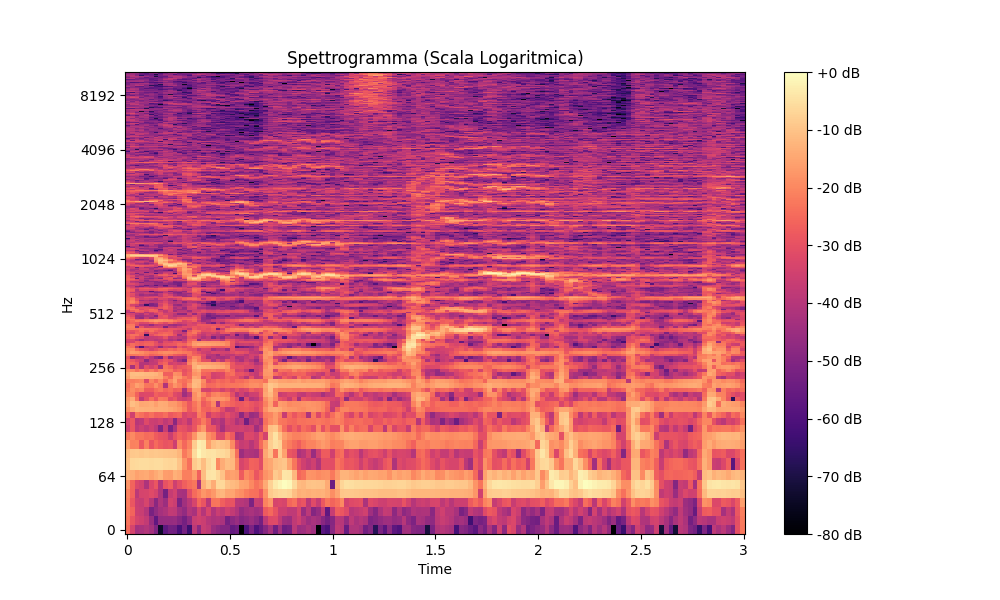 Spettrogramma (Scala Logaritmica)
Hz
8192
4096
2048
1024
512
256
128
64
0
0
0.5
1
1.5
2
2.5
3
Time
+0 dB
-10 dB
-20 dB
-30 dB
-40 dB
-50 dB
-60 dB
-70 dB
-80 dB